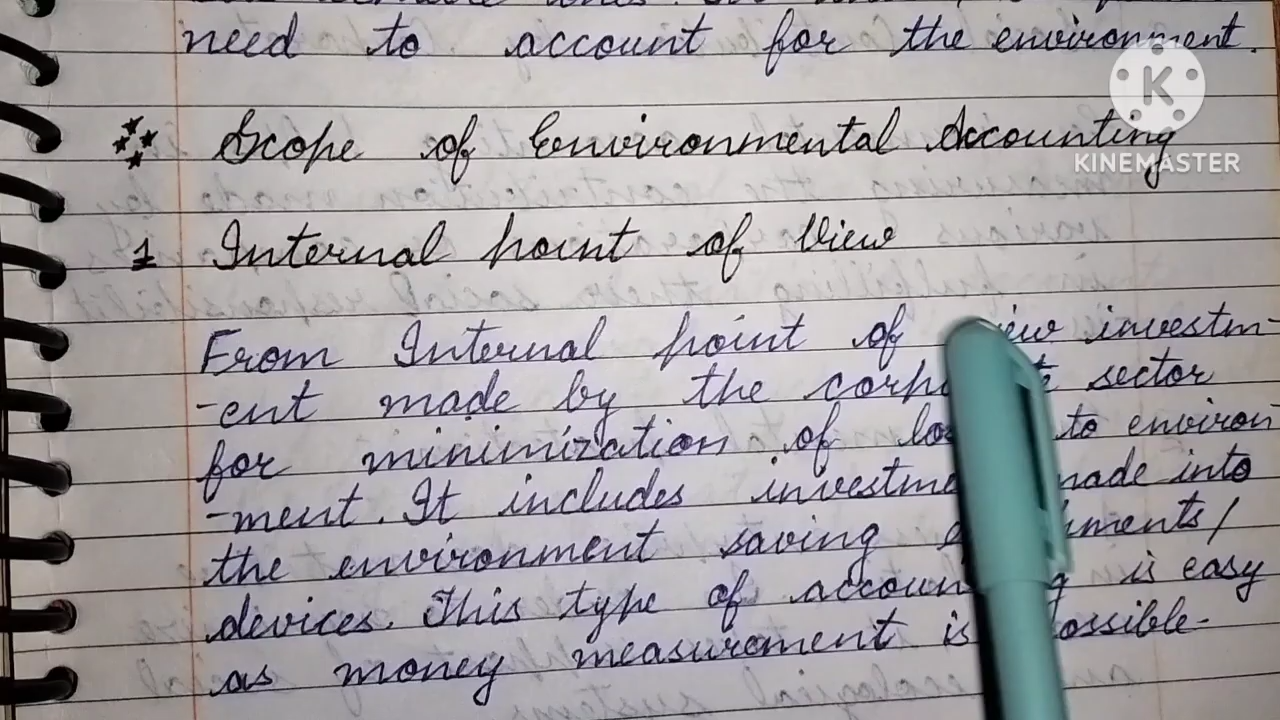 need to account for the environment.
Scope of Environmental Accounting
KINEMASTER
1 Internal point of View
From Internal point of view investm-
-ent made by the sector
for minimization of to environ
-ment. It includes made into
the environment saving
devices. This type of is easy
as money measurement is